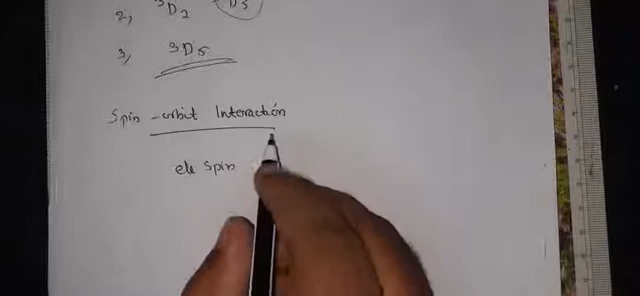 2, ³D₂ D₃
3, ³D₅
Spin -orbit Interaction
ele Spin